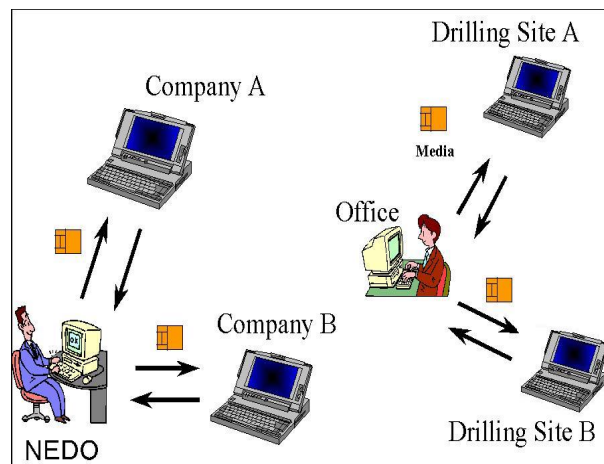 Drilling Site A
Company A
Media
Office
Company B
NEDO
Drilling Site B